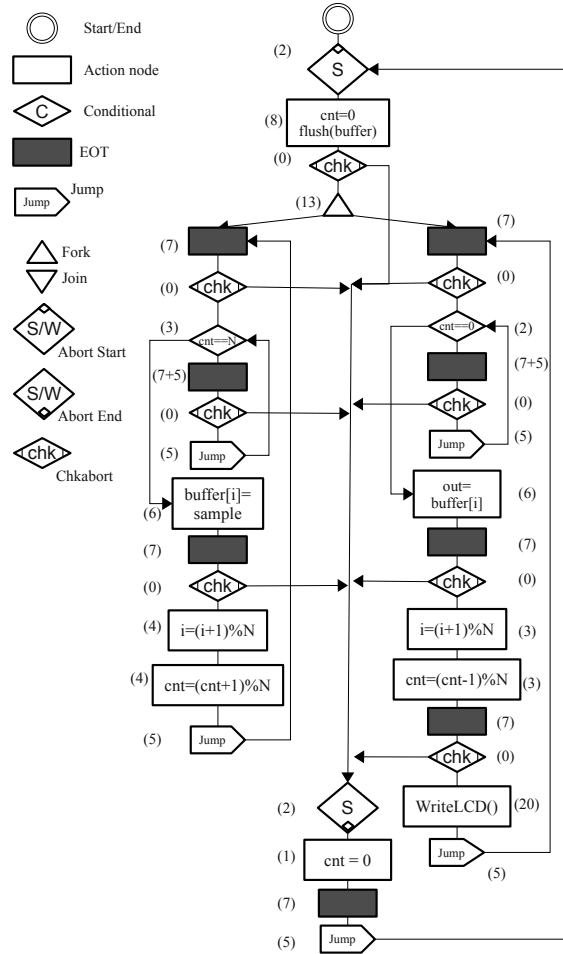 Start/End
Action node
C
Conditional
EOT
Jump
Jump
Fork
Join
S/W
Abort Start
S/W
Abort End
chk
Chkabort
(2)
S
(8)
cnt=0
flush(buffer)
(0)
chk
(13)
(7)
(0)
chk
(3)
cnt==N
(7+5)
(0)
chk
(5)
Jump
buffer[i]=
sample
(6)
(7)
(0)
chk
(4)
i=(i+1)%N
(4)
cnt=(cnt+1)%N
(5)
Jump
(7)
chk
(0)
cnt==0
(2)
(7+5)
chk
(0)
Jump
(5)
out=
buffer[i]
(6)
(7)
chk
(0)
i=(i+1)%N
(3)
cnt=(cnt-1)%N
(3)
(7)
chk
(0)
WriteLCD()
(20)
Jump
(5)
(2)
S
(1)
cnt = 0
(7)
(5)
Jump